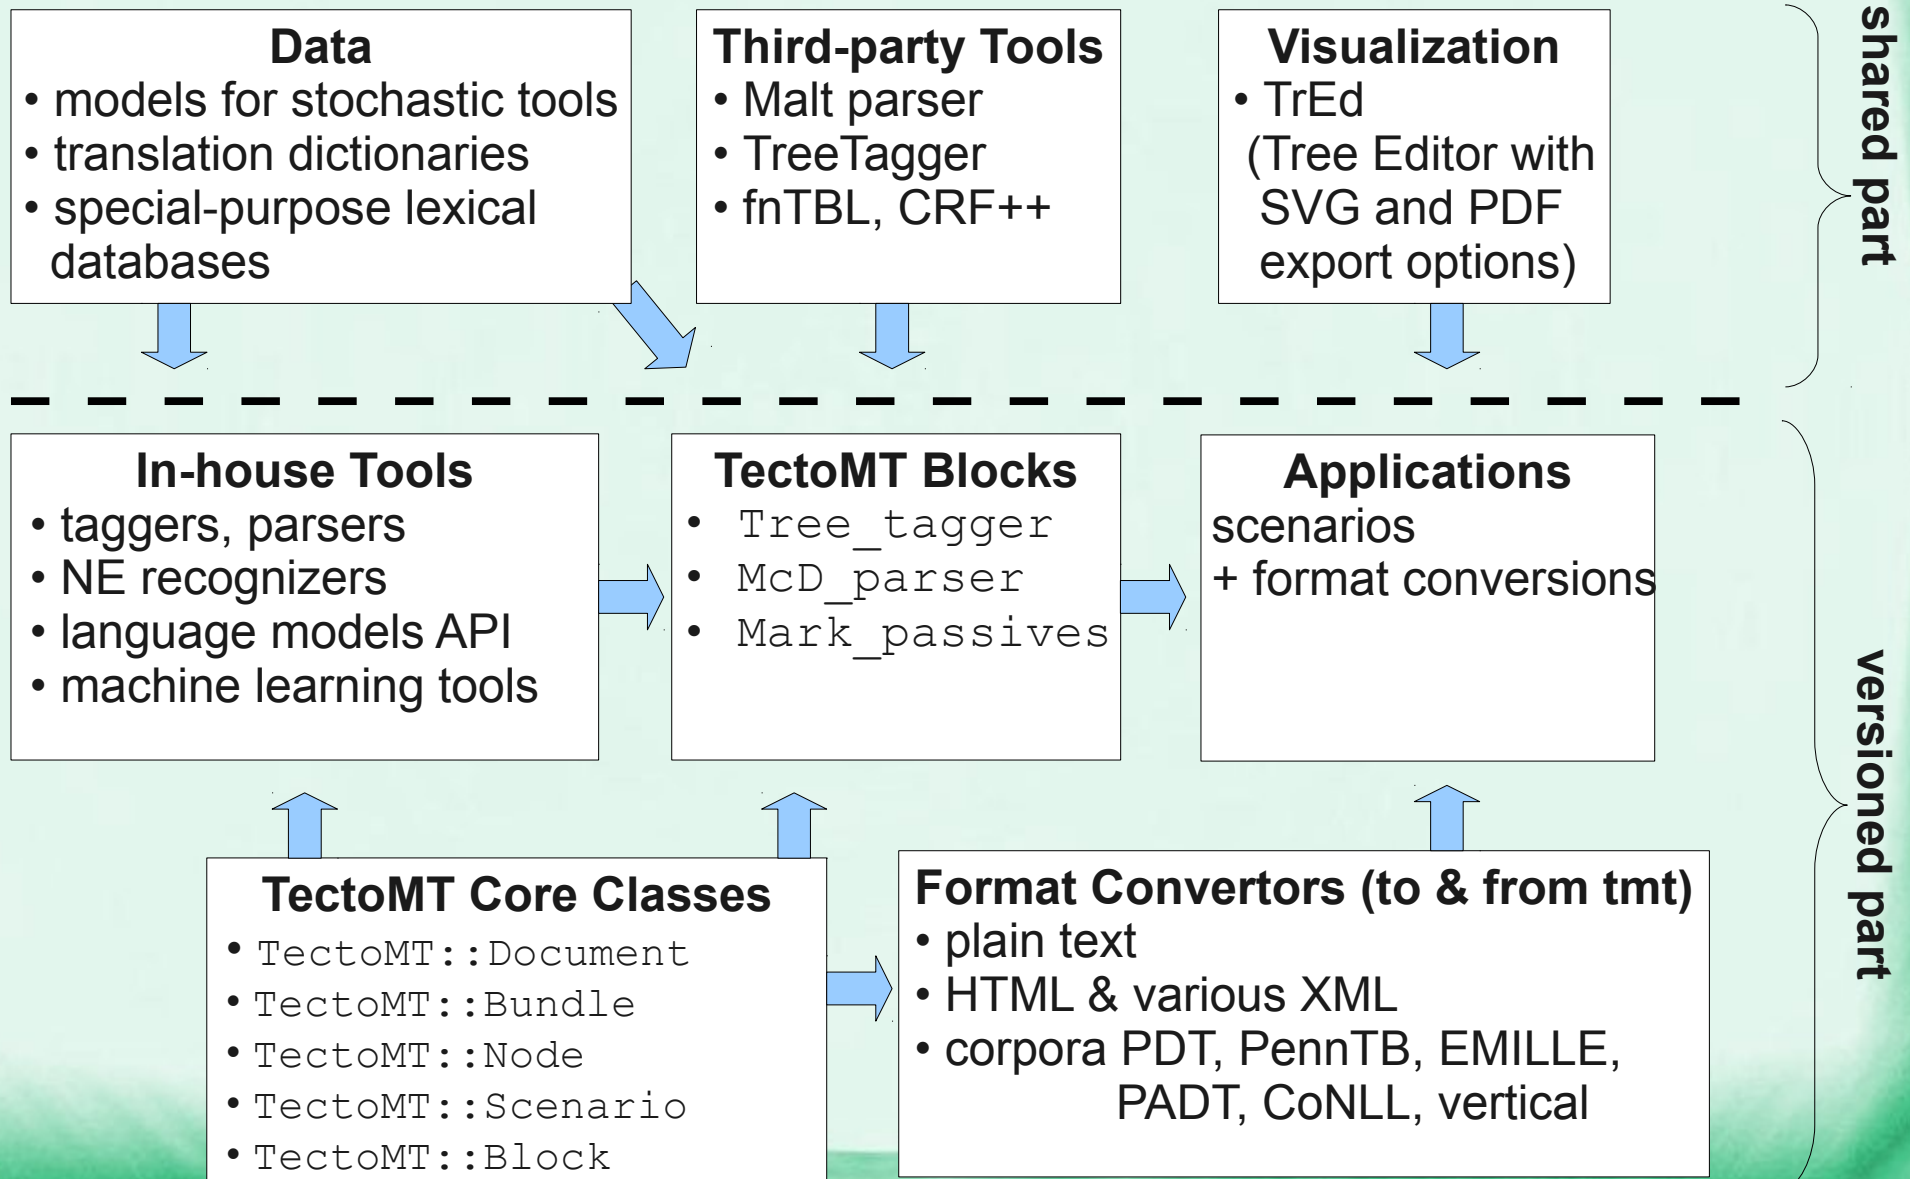 Data
• models for stochastic tools
• translation dictionaries
• special-purpose lexical
databases
Third-party Tools
• Malt parser
• TreeTagger
• fnTBL, CRF++
Visualization
• TrEd
(Tree Editor with
SVG and PDF
export options)
shared part
In-house Tools
• taggers, parsers
• NE recognizers
• language models API
• machine learning tools
TectoMT Blocks
• Tree_tagger
• McD_parser
• Mark_passives
Applications
scenarios
+ format conversions
versioned part
TectoMT Core Classes
• TectoMT::Document
• TectoMT::Bundle
• TectoMT::Node
• TectoMT::Scenario
• TectoMT::Block
Format Convertors (to & from tmt)
• plain text
• HTML & various XML
• corpora PDT, PennTB, EMILLE,
PADT, CoNLL, vertical